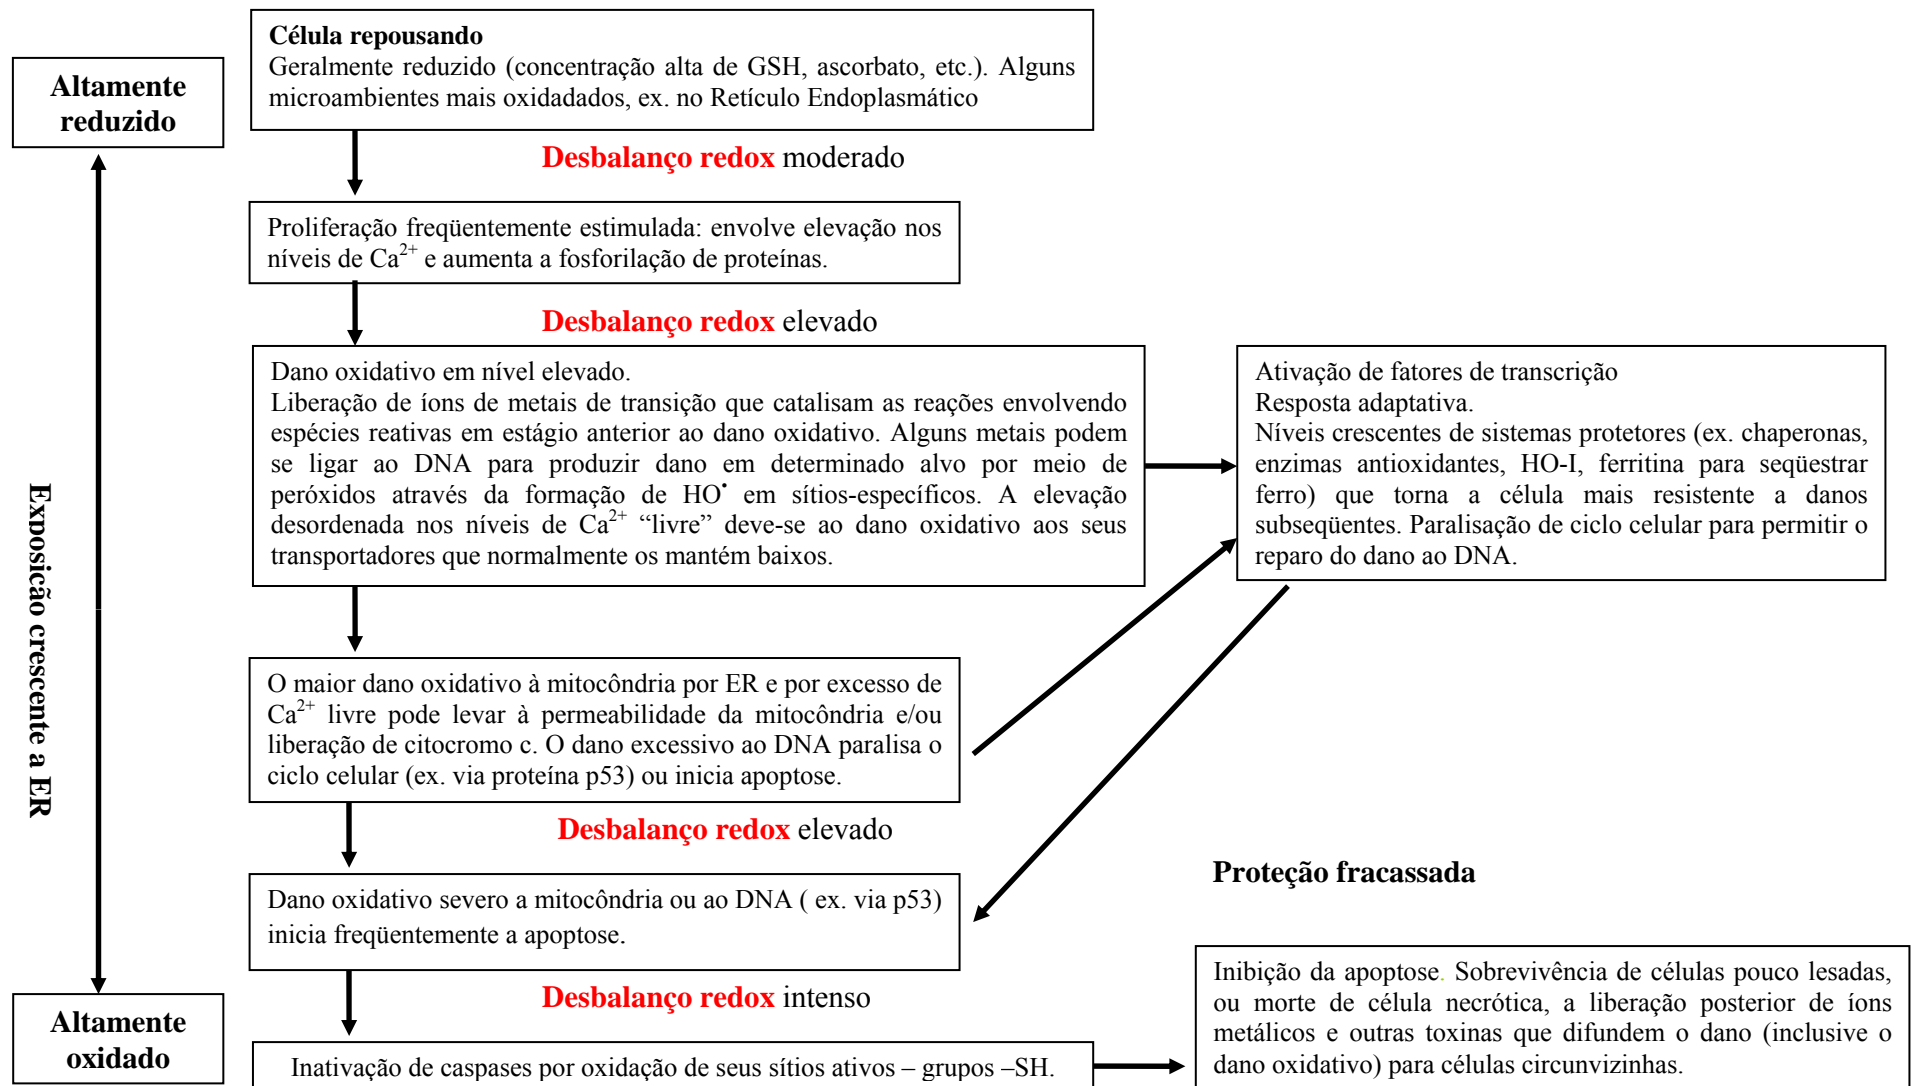 Célula repousando
Geralmente reduzido (concentração alta de GSH, ascorbato, etc.). Alguns
microambientes mais oxidadados, ex. no Retículo Endoplasmático
Altamente
reduzido
Desbalanço redox moderado
Proliferação freqüentemente estimulada: envolve elevação nos
níveis de Ca²⁺ e aumenta a fosforilação de proteínas.
Desbalanço redox elevado
Dano oxidativo em nível elevado.
Liberação de íons de metais de transição que catalisam as reações envolvendo
espécies reativas em estágio anterior ao dano oxidativo. Alguns metais podem
se ligar ao DNA para produzir dano em determinado alvo por meio de
peróxidos através da formação de HO• em sítios-específicos. A elevação
desordenada nos níveis de Ca²⁺ “livre” deve-se ao dano oxidativo aos seus
transportadores que normalmente os mantém baixos.
Ativação de fatores de transcrição
Resposta adaptativa.
Níveis crescentes de sistemas protetores (ex. chaperonas,
enzimas antioxidantes, HO-I, ferritina para seqüestrar
ferro) que torna a célula mais resistente a danos
subseqüentes. Paralisação de ciclo celular para permitir o
reparo do dano ao DNA.
Exposição crescente a ER
O maior dano oxidativo à mitocôndria por ER e por excesso de
Ca²⁺ livre pode levar à permeabilidade da mitocôndria e/ou
liberação de citocromo c. O dano excessivo ao DNA paralisa o
ciclo celular (ex. via proteína p53) ou inicia apoptose.
Desbalanço redox elevado
Dano oxidativo severo a mitocôndria ou ao DNA ( ex. via p53)
inicia freqüentemente a apoptose.
Proteção fracassada
Desbalanço redox intenso
Altamente
oxidado
Inativação de caspases por oxidação de seus sítios ativos – grupos –SH.
Inibição da apoptose. Sobrevivência de células pouco lesadas,
ou morte de célula necrótica, a liberação posterior de íons
metálicos e outras toxinas que difundem o dano (inclusive o
dano oxidativo) para células circunvizinhas.